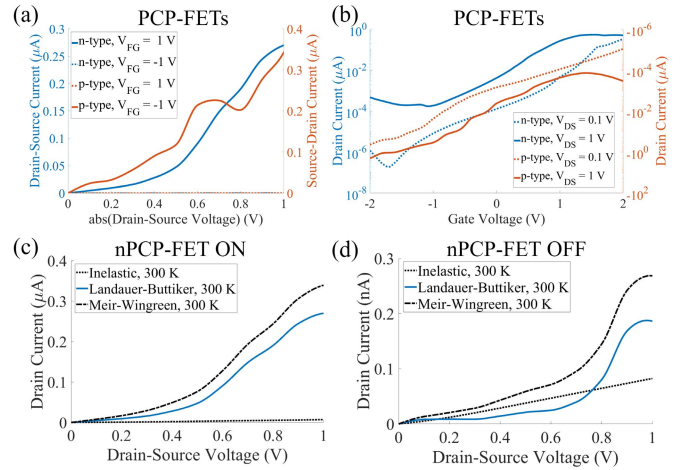 PCP-FETs
PCP-FETs
(a)
n-type, V_FG = 1 V
n-type, V_FG = -1 V
p-type, V_FG = 1 V
p-type, V_FG = -1 V
Drain-Source Current (μA)
0.3
0.25
0.2
0.15
0.1
0.05
0
Source-Drain Current (μA)
0.4
0.3
0.2
0.1
0
0 0.2 0.4 0.6 0.8 1
abs(Drain-Source Voltage) (V)
(b)
Drain Current (μA)
10^0
10^-2
10^-4
10^-6
10^-8
Drain Current (μA)
-10^-6
-10^-4
-10^-2
-10^0
-10^2
n-type, V_DS = 0.1 V
n-type, V_DS = 1 V
p-type, V_DS = 0.1 V
p-type, V_DS = 1 V
-2 -1 0 1 2
Gate Voltage (V)
(c)
nPCP-FET ON
Inelastic, 300 K
Landauer-Buttiker, 300 K
Meir-Wingreen, 300 K
Drain Current (μA)
0.4
0.3
0.2
0.1
0
0 0.2 0.4 0.6 0.8 1
Drain-Source Voltage (V)
(d)
nPCP-FET OFF
Inelastic, 300 K
Landauer-Buttiker, 300 K
Meir-Wingreen, 300 K
Drain Current (nA)
0.3
0.2
0.1
0
0 0.2 0.4 0.6 0.8 1
Drain-Source Voltage (V)